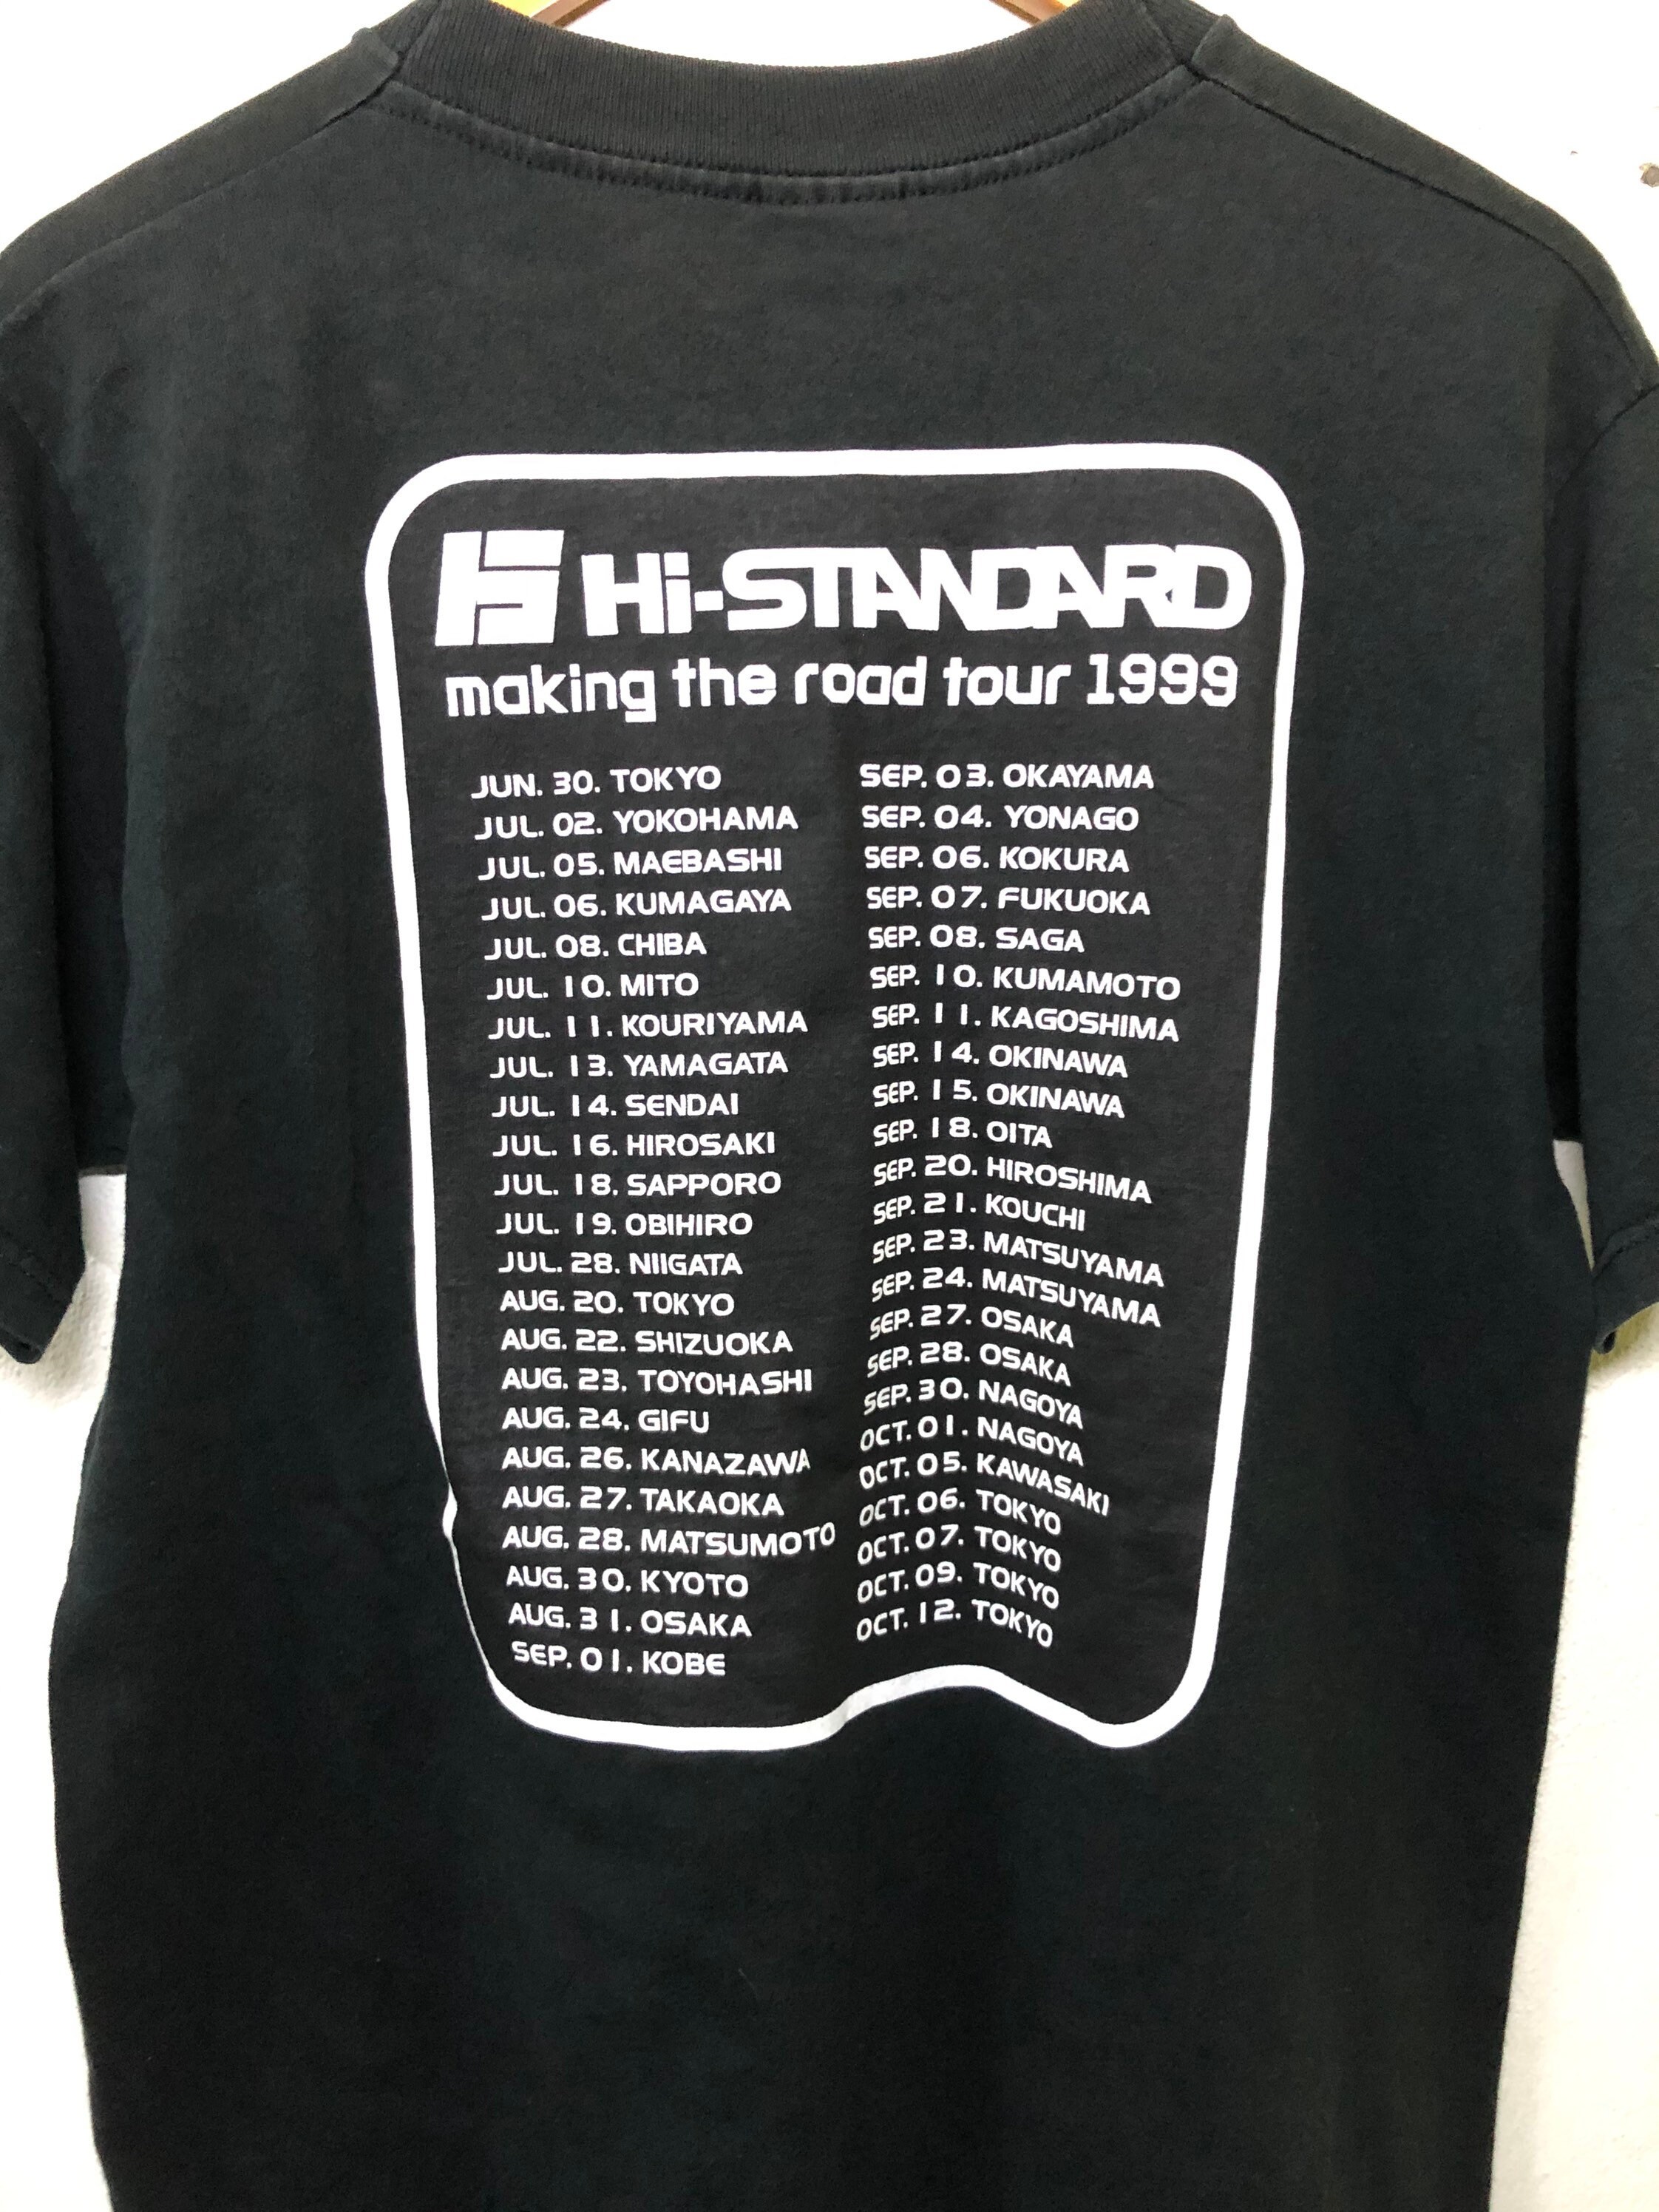 Hi-STANDARD
making the road tour 1999
JUN. 30. TOKYO
JUL. 02. YOKOHAMA
JUL. 05. MAEBASHI
JUL. 06. KUMAGAYA
JUL. 08. CHIBA
JUL. 10. MITO
JUL. 11. KOURIYAMA
JUL. 13. YAMAGATA
JUL. 14. SENDAI
JUL. 16. HIROSAKI
JUL. 18. SAPPORO
JUL. 19. OBIHIRO
JUL. 28. NIIGATA
AUG. 20. TOKYO
AUG. 22. SHIZUOKA
AUG. 23. TOYOHASHI
AUG. 24. GIFU
AUG. 26. KANAZAWA
AUG. 27. TAKAOKA
AUG. 28. MATSUMOTO
AUG. 30. KYOTO
AUG. 31. OSAKA
SEP. 01. KOBE
SEP. 03. OKAYAMA
SEP. 04. YONAGO
SEP. 06. KOKURA
SEP. 07. FUKUOKA
SEP. 08. SAGA
SEP. 10. KUMAMOTO
SEP. 11. KAGOSHIMA
SEP. 14. OKINAWA
SEP. 15. OKINAWA
SEP. 18. OITA
SEP. 20. HIROSHIMA
SEP. 21. KOUCHI
SEP. 23. MATSUYAMA
SEP. 24. MATSUYAMA
SEP. 27. OSAKA
SEP. 28. OSAKA
SEP. 30. NAGOYA
OCT. 01. NAGOYA
OCT. 05. KAWASAKI
OCT. 06. TOKYO
OCT. 07. TOKYO
OCT. 09. TOKYO
OCT. 12. TOKYO